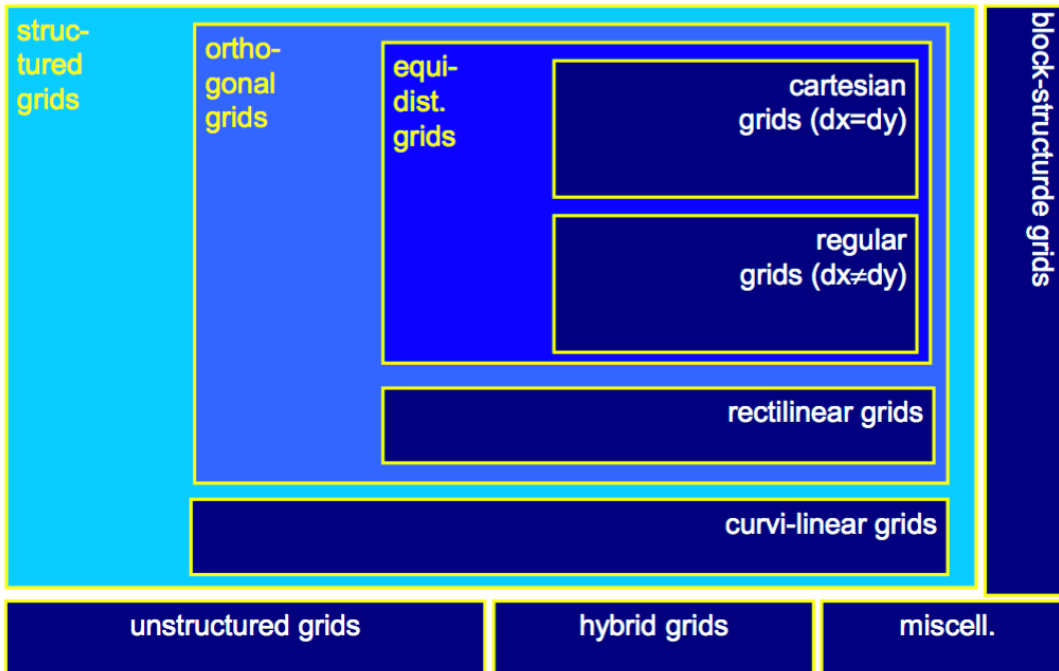 struc-
tured
grids
ortho-
gonal
grids
equi-
dist.
grids
cartesian
grids (dx=dy)
regular
grids (dx≠dy)
rectilinear grids
curvi-linear grids
block-structurde grids
unstructured grids
hybrid grids
miscell.